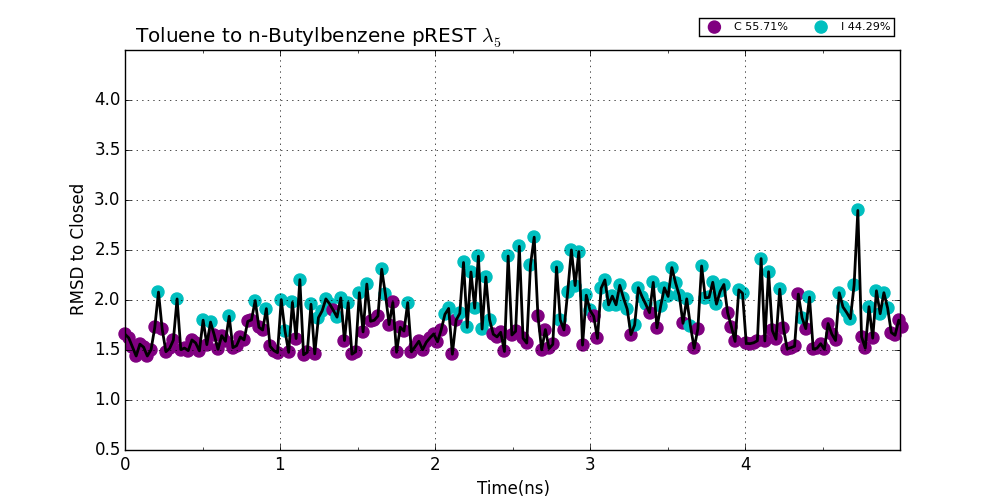 Toluene to n-Butylbenzene pREST λ₅
C 55.71% I 44.29%
4.0
3.5
3.0
2.5
2.0
1.5
1.0
0.5
RMSD to Closed
0 1 2 3 4
Time(ns)